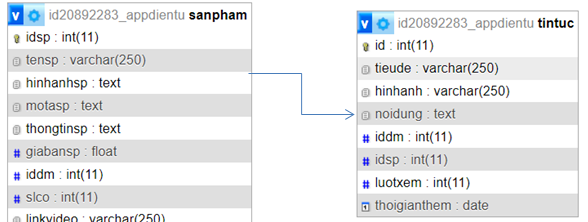 id20892283_appdientu sanpham
idsp : int(11)
tensp : varchar(250)
hinhanhsp : text
motasp : text
thongtinsp : text
giabansp : float
iddm : int(11)
slco : int(11)
linkvideo : varchar(250)
id20892283_appdientu tintuc
id : int(11)
tieude : varchar(250)
hinhanh : varchar(250)
noidung : text
iddm : int(11)
idsp : int(11)
luotxem : int(11)
thoigianthem : date